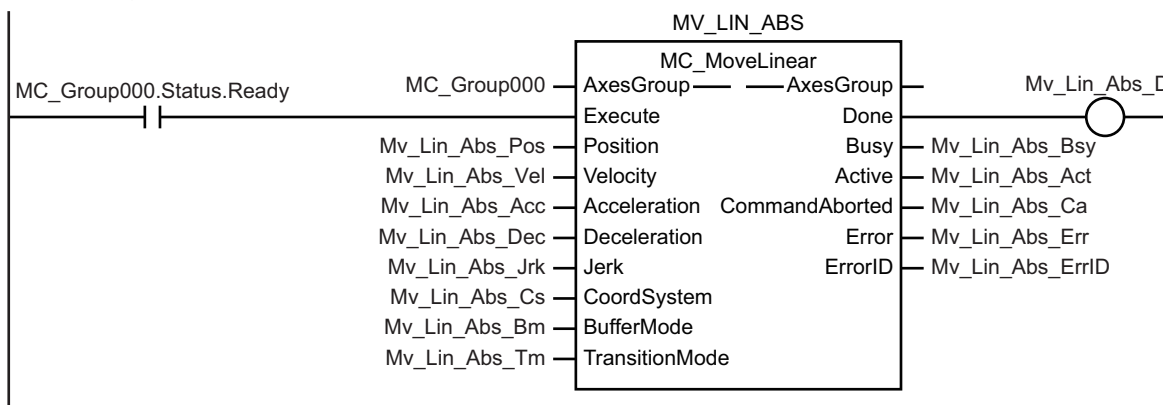 MV_LIN_ABS
MC_MoveLinear
MC_Group000.Status.Ready MC_Group000 AxesGroup AxesGroup Mv_Lin_Abs_D
Execute Done
Mv_Lin_Abs_Pos Position Busy Mv_Lin_Abs_Bsy
Mv_Lin_Abs_Vel Velocity Active Mv_Lin_Abs_Act
Mv_Lin_Abs_Acc Acceleration CommandAborted Mv_Lin_Abs_Ca
Mv_Lin_Abs_Dec Deceleration Error Mv_Lin_Abs_Err
Mv_Lin_Abs_Jrk Jerk ErrorID Mv_Lin_Abs_ErrID
Mv_Lin_Abs_Cs CoordSystem
Mv_Lin_Abs_Bm BufferMode
Mv_Lin_Abs_Tm TransitionMode